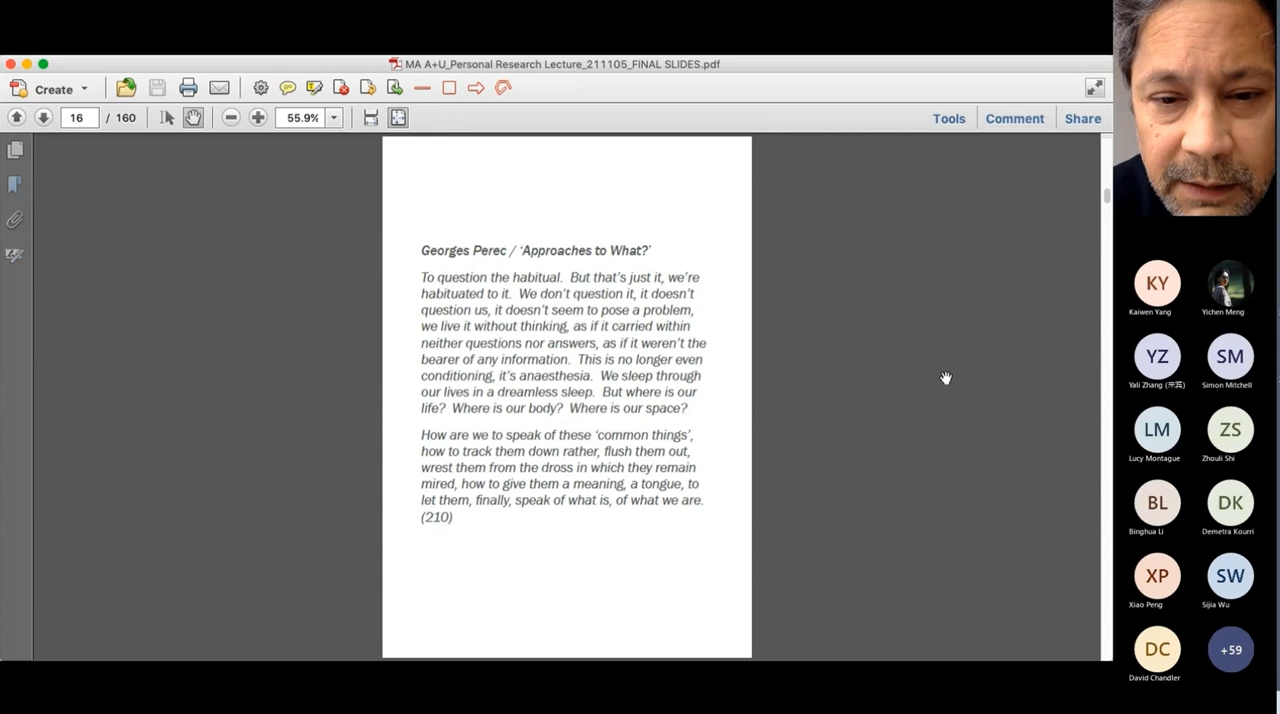 MA A+U_Personal Research Lecture_211105_FINAL SLIDES.pdf
Create
16 / 160
55.9%
Tools
Comment
Share
Georges Perec / ‘Approaches to What?’
To question the habitual. But that’s just it, we’re
habituated to it. We don’t question it, it doesn’t
question us, it doesn’t seem to pose a problem,
we live it without thinking, as if it carried within
neither questions nor answers, as if it weren’t the
bearer of any information. This is no longer even
conditioning, it’s anaesthesia. We sleep through
our lives in a dreamless sleep. But where is our
life? Where is our body? Where is our space?
How are we to speak of these ‘common things’,
how to track them down rather, flush them out,
wrest them from the dross in which they remain
mired, how to give them a meaning, a tongue, to
let them, finally, speak of what is, of what we are.
(210)
KY
Kaiwen Yang
Yichen Meng
YZ
Yali Zhang
SM
Simon Mitchell
LM
Lucy Montague
ZS
Zhouli Shi
BL
Binghua Li
DK
Demetra Kourri
XP
Xiao Peng
SW
Sijia Wu
DC
David Chandler
+59